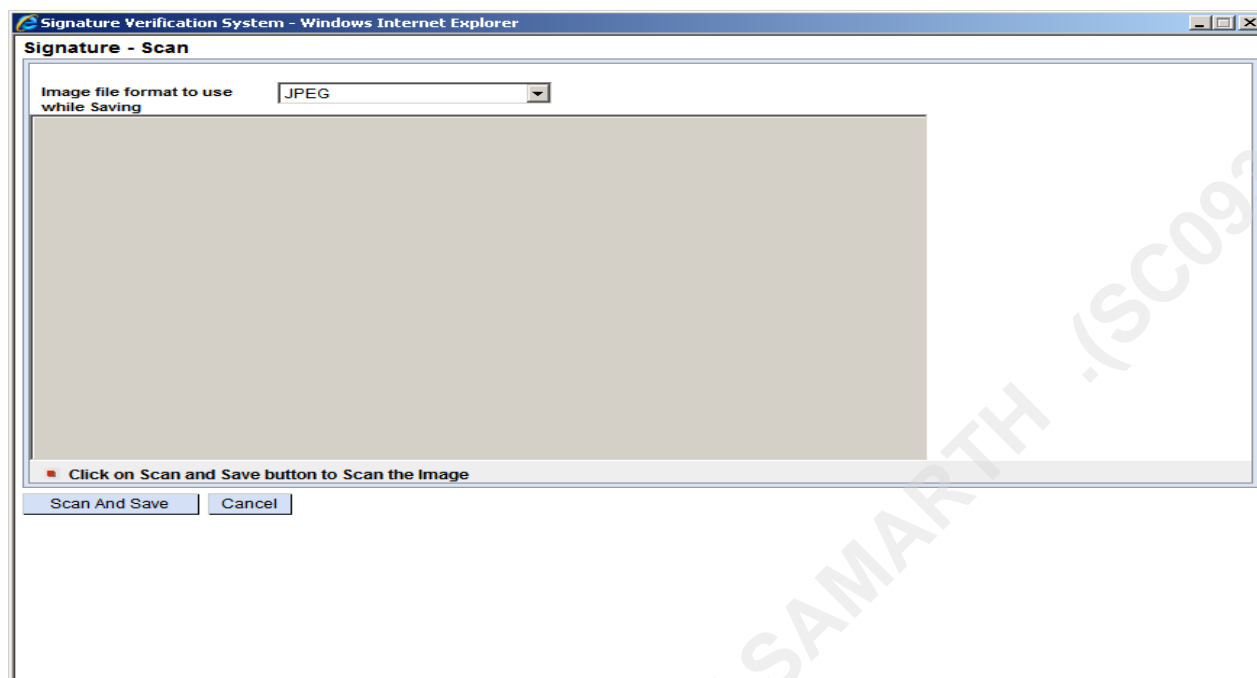 Signature Verification System - Windows Internet Explorer
Signature - Scan
Image file format to use
while Saving
JPEG
Click on Scan and Save button to Scan the Image
Scan And Save
Cancel
SAMARTH .(SC09